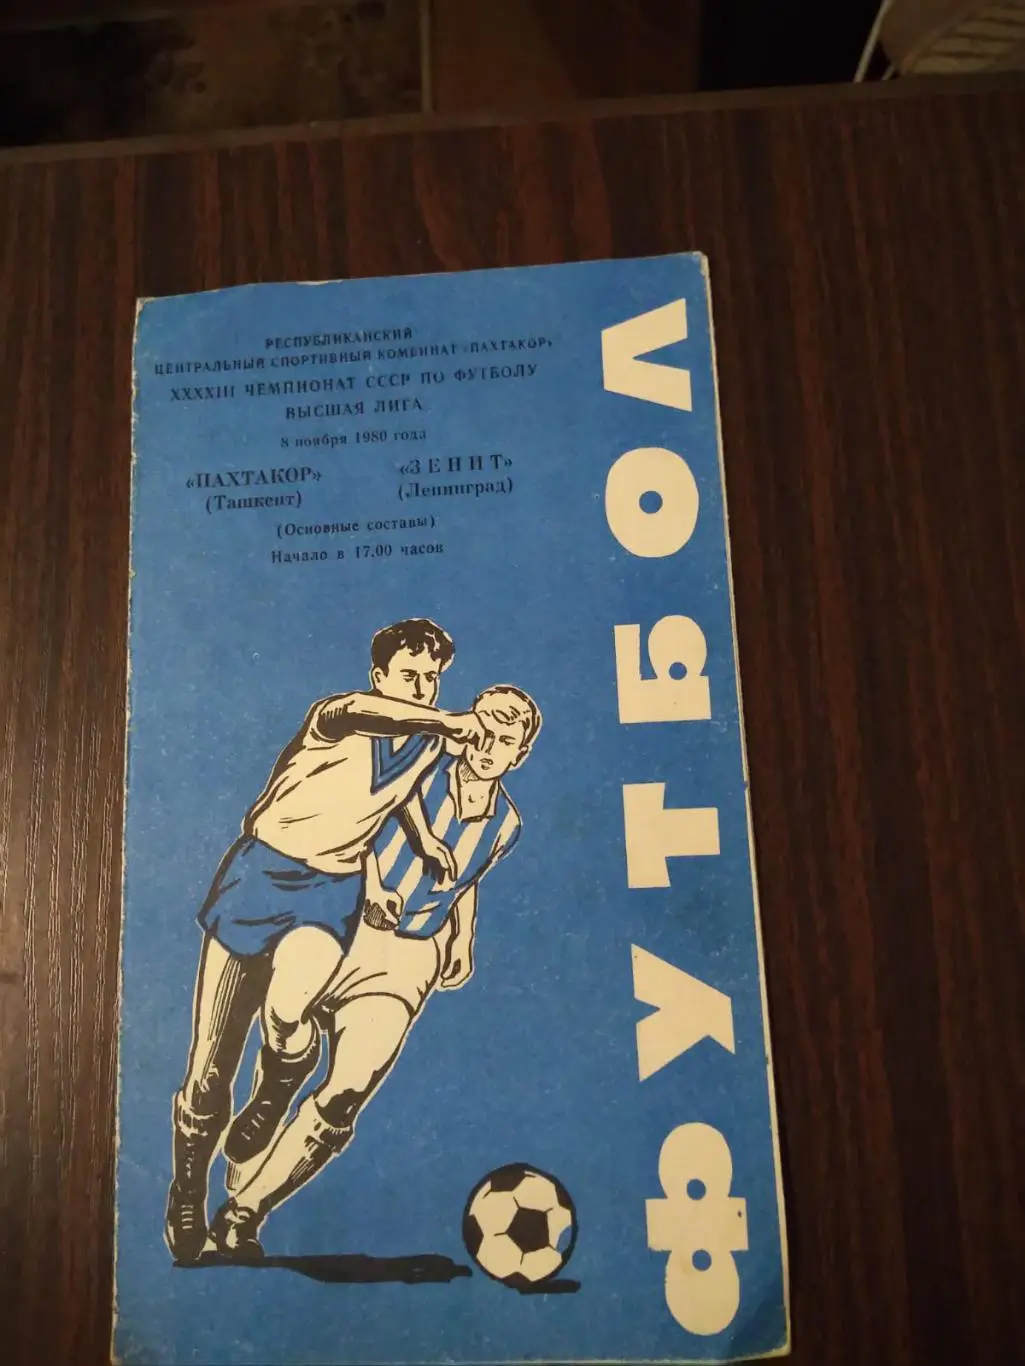 РЕСПУБЛИКАНСКИЙ
ЦЕНТРАЛЬНЫЙ СПОРТИВНЫЙ КОМБИНАТ «ПАХТАКОР»
XXXXIII ЧЕМПИОНАТ СССР ПО ФУТБОЛУ
ВЫСШАЯ ЛИГА
8 ноября 1980 года
«ПАХТАКОР» «ЗЕНИТ»
(Ташкент) (Ленинград)
(Основные составы)
Начало в 17.00 часов
ФУТБОЛ